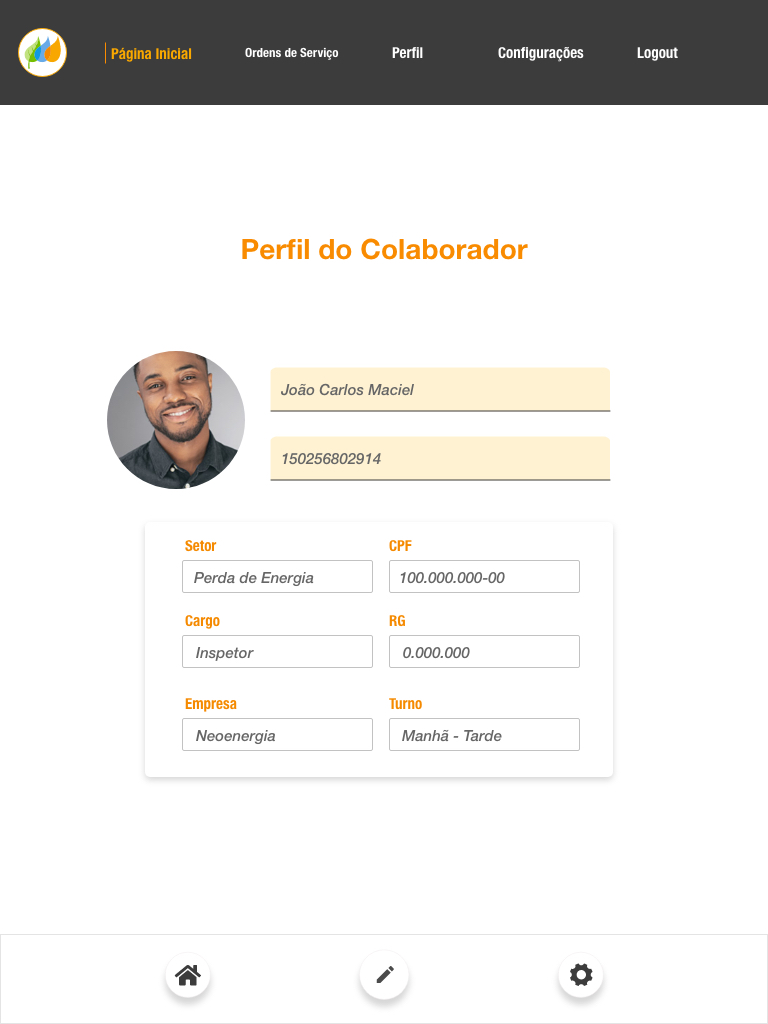 Página Inicial
Ordens de Serviço
Perfil
Configurações
Logout
Perfil do Colaborador
João Carlos Maciel
150256802914
Setor
CPF
Perda de Energia
100.000.000-00
Cargo
RG
Inspetor
0.000.000
Empresa
Turno
Neoenergia
Manhã - Tarde